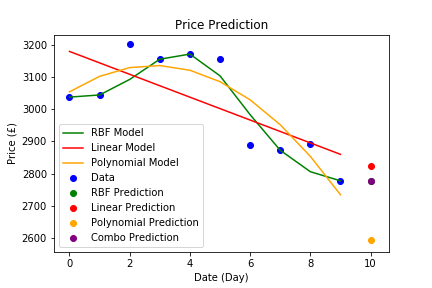 Price Prediction
Price (£)
3200
3100
3000
2900
2800
2700
2600
RBF Model
Linear Model
Polynomial Model
Data
RBF Prediction
Linear Prediction
Polynomial Prediction
Combo Prediction
0 2 4 6 8 10
Date (Day)